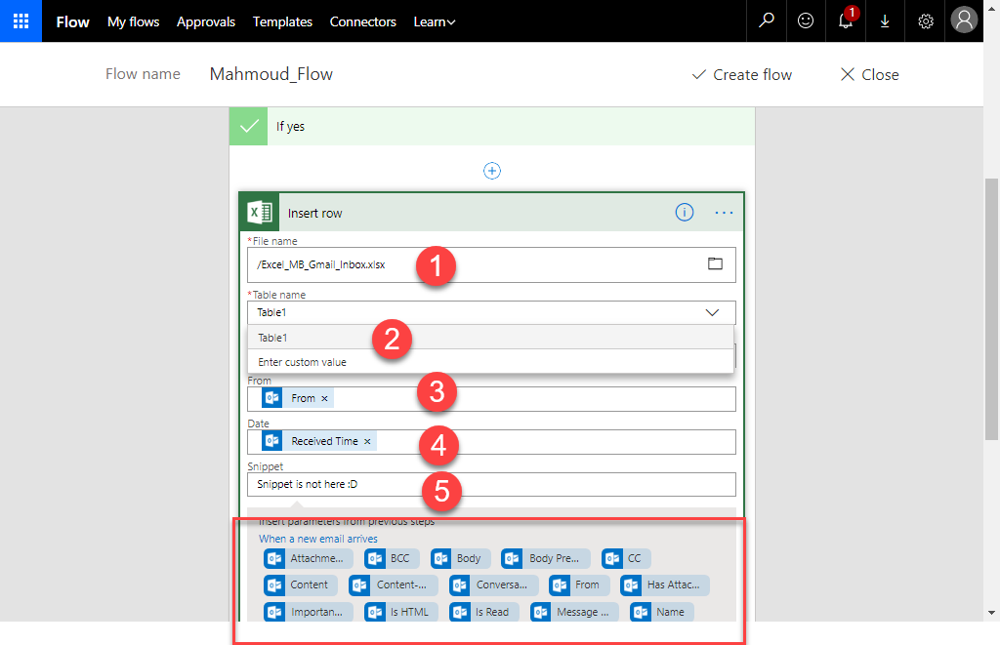 Flow My flows Approvals Templates Connectors Learn 1
Flow name Mahmoud_Flow Create flow Close
If yes
Insert row
*File name
/Excel_MB_Gmail_Inbox.xlsx 1
*Table name
Table1
Table1 2
Enter custom value
From 3
From ×
Date
Received Time × 4
Snippet
Snippet is not here :D 5
Insert parameters from previous steps
When a new email arrives
Attachme... BCC Body Body Pre... CC
Content Content-... Conversa... From Has Attac...
Importan... Is HTML Is Read Message ... Name